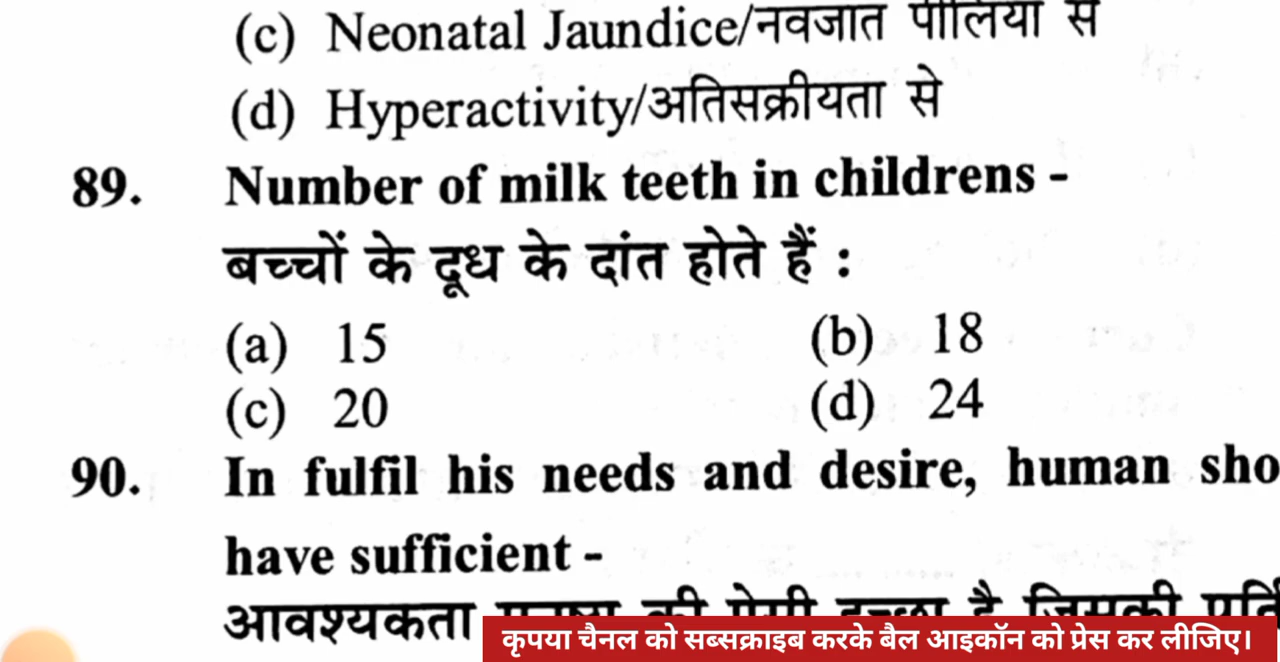 (c) Neonatal Jaundice/नवजात पीलिया से
(d) Hyperactivity/अतिसक्रीयता से
89. Number of milk teeth in childrens -
बच्चों के दूध के दांत होते हैं :
(a) 15 (b) 18
(c) 20 (d) 24
90. In fulfil his needs and desire, human sho
have sufficient -
आवश्यकता
कृपया चैनल को सब्सक्राइब करके बैल आइकॉन को प्रेस कर लीजिए।